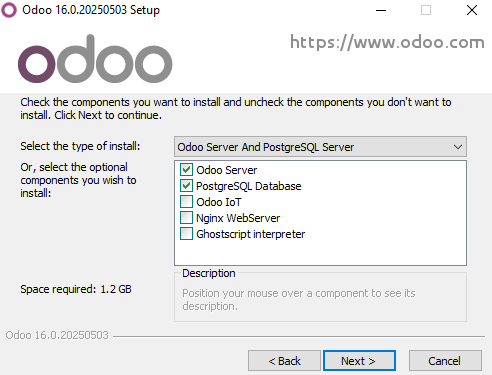 Odoo 16.0.20250503 Setup
odoo
https://www.odoo.com
Check the components you want to install and uncheck the components you don't want to
install. Click Next to continue.
Select the type of install:
Odoo Server And PostgreSQL Server
Or, select the optional
components you wish to
install:
Odoo Server
PostgreSQL Database
Odoo IoT
Nginx WebServer
Ghostscript interpreter
Space required: 1.2 GB
Description
Position your mouse over a component to see its
description.
Odoo 16.0.20250503
< Back
Next >
Cancel